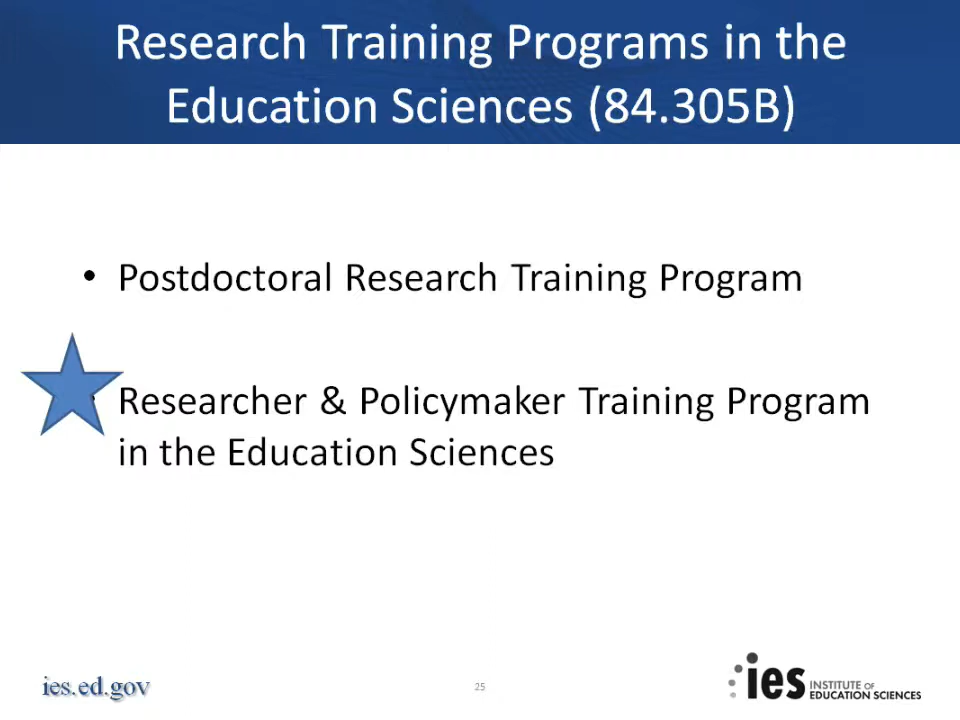 Research Training Programs in the
Education Sciences (84.305B)
• Postdoctoral Research Training Program
• Researcher & Policymaker Training Program
in the Education Sciences
ies.ed.gov
25
ies INSTITUTE OF
EDUCATION SCIENCES